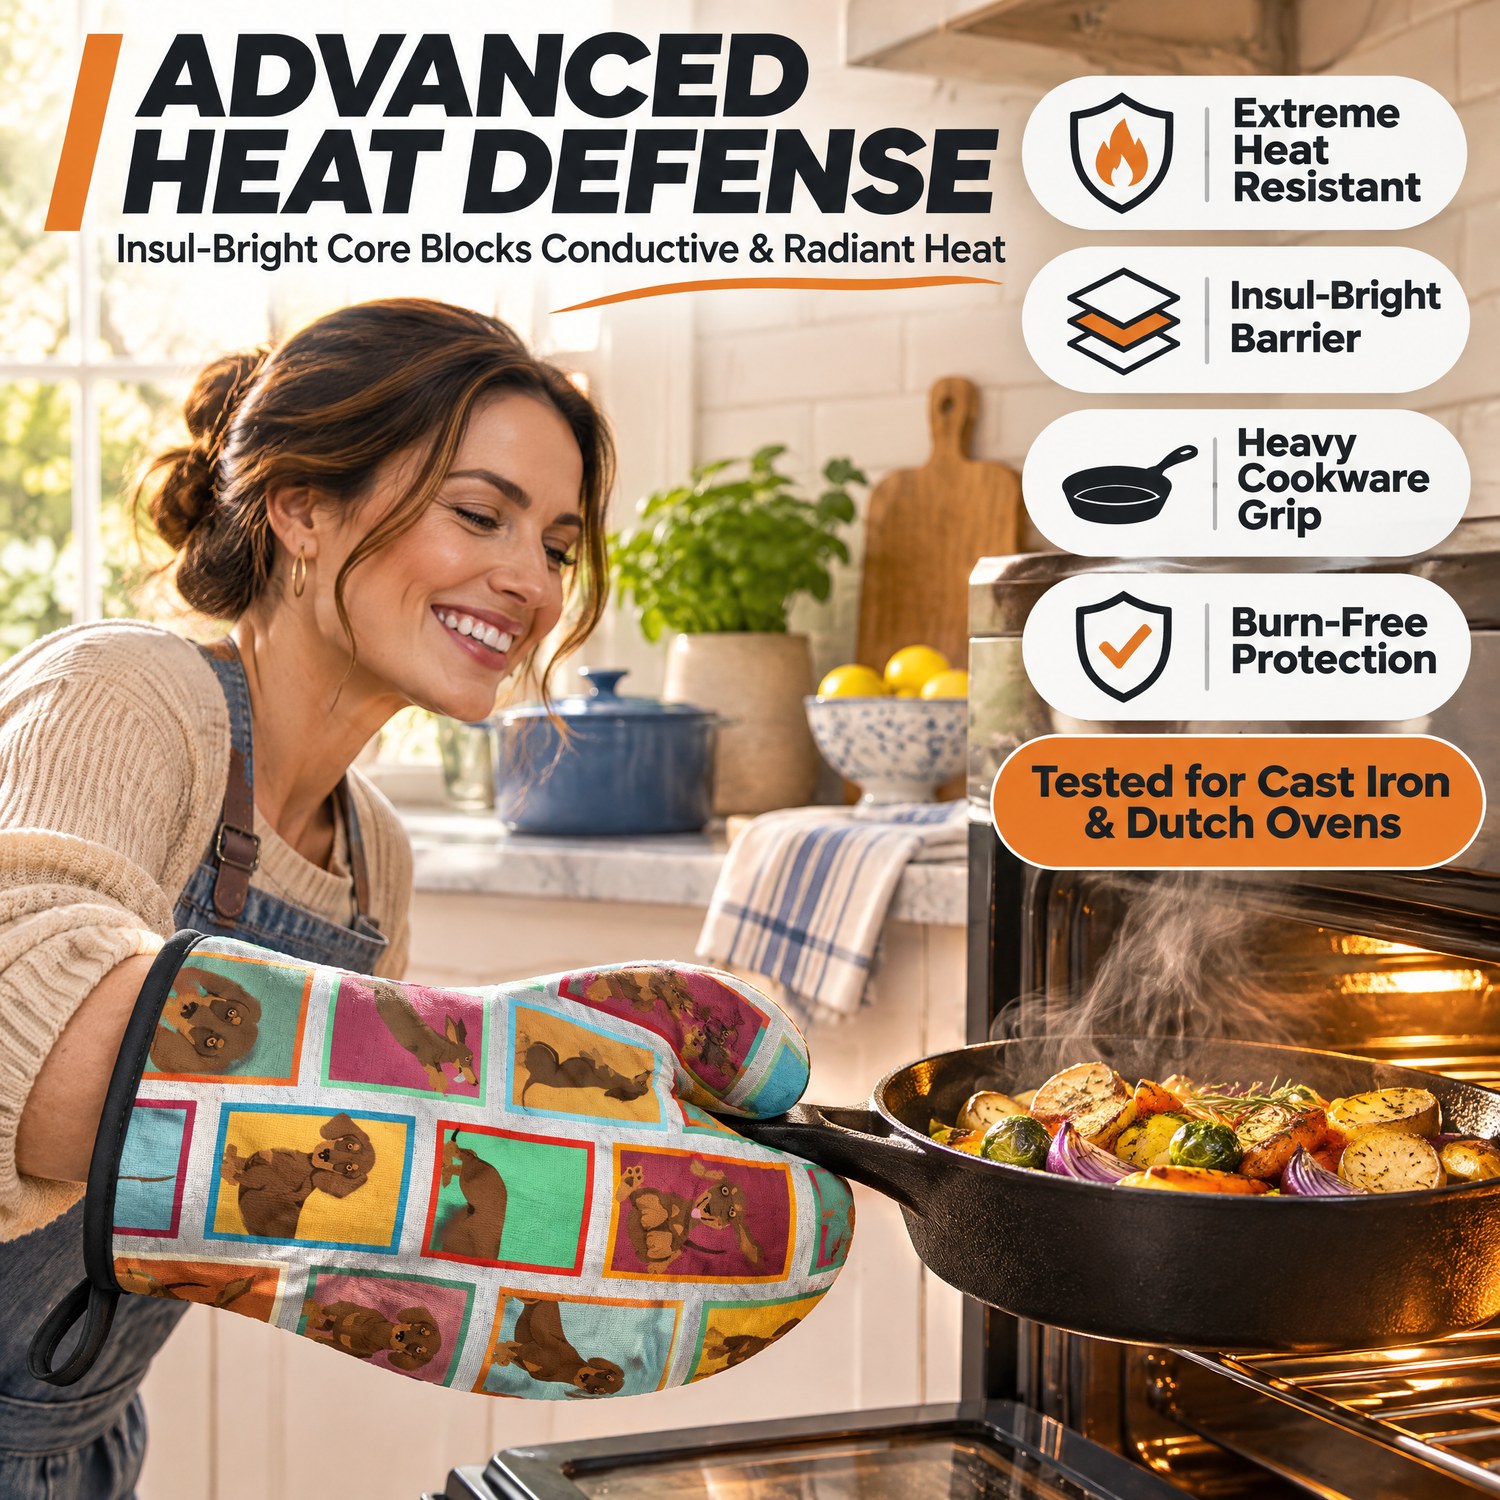 ADVANCED
HEAT DEFENSE
Insul-Bright Core Blocks Conductive & Radiant Heat
Extreme
Heat
Resistant
Insul-Bright
Barrier
Heavy
Cookware
Grip
Burn-Free
Protection
Tested for Cast Iron
& Dutch Ovens